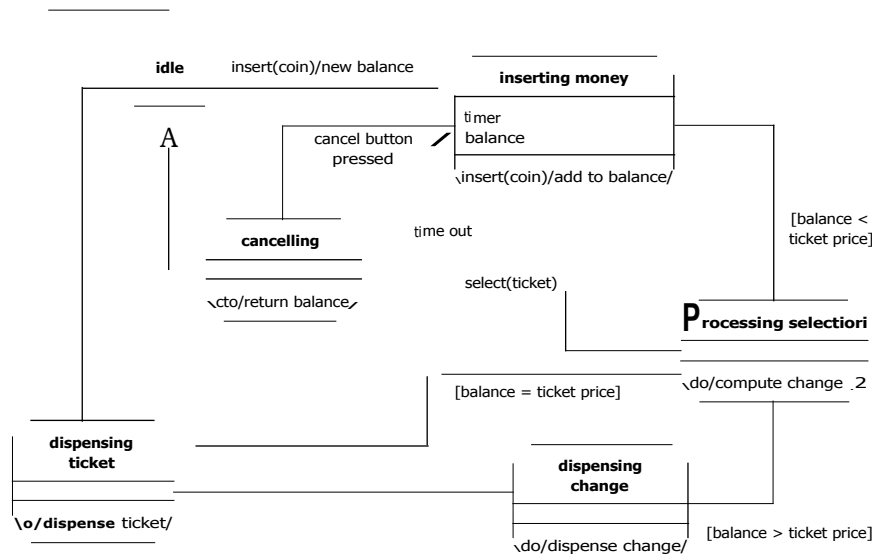 idle
insert(coin)/new balance
inserting money
timer
balance
A
cancel button
pressed
\insert(coin)/add to balance/
[balance <
ticket price]
cancelling
time out
\cto/return balance/
select(ticket)
Processing selectiori
\do/compute change .2
[balance = ticket price]
dispensing
ticket
dispensing
change
\o/dispense ticket/
\do/dispense change/
[balance > ticket price]